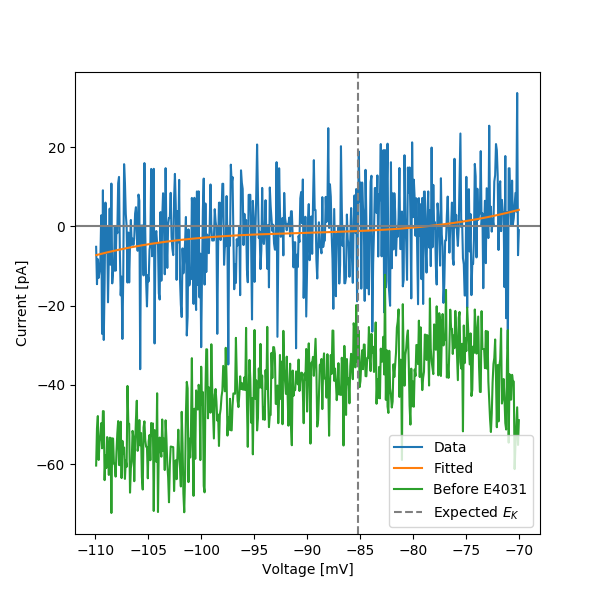 20
0
−20
−40
−60
Current [pA]
Data
Fitted
Before E4031
Expected E_K
−110
−105
−100
−95
−90
−85
−80
−75
−70
Voltage [mV]